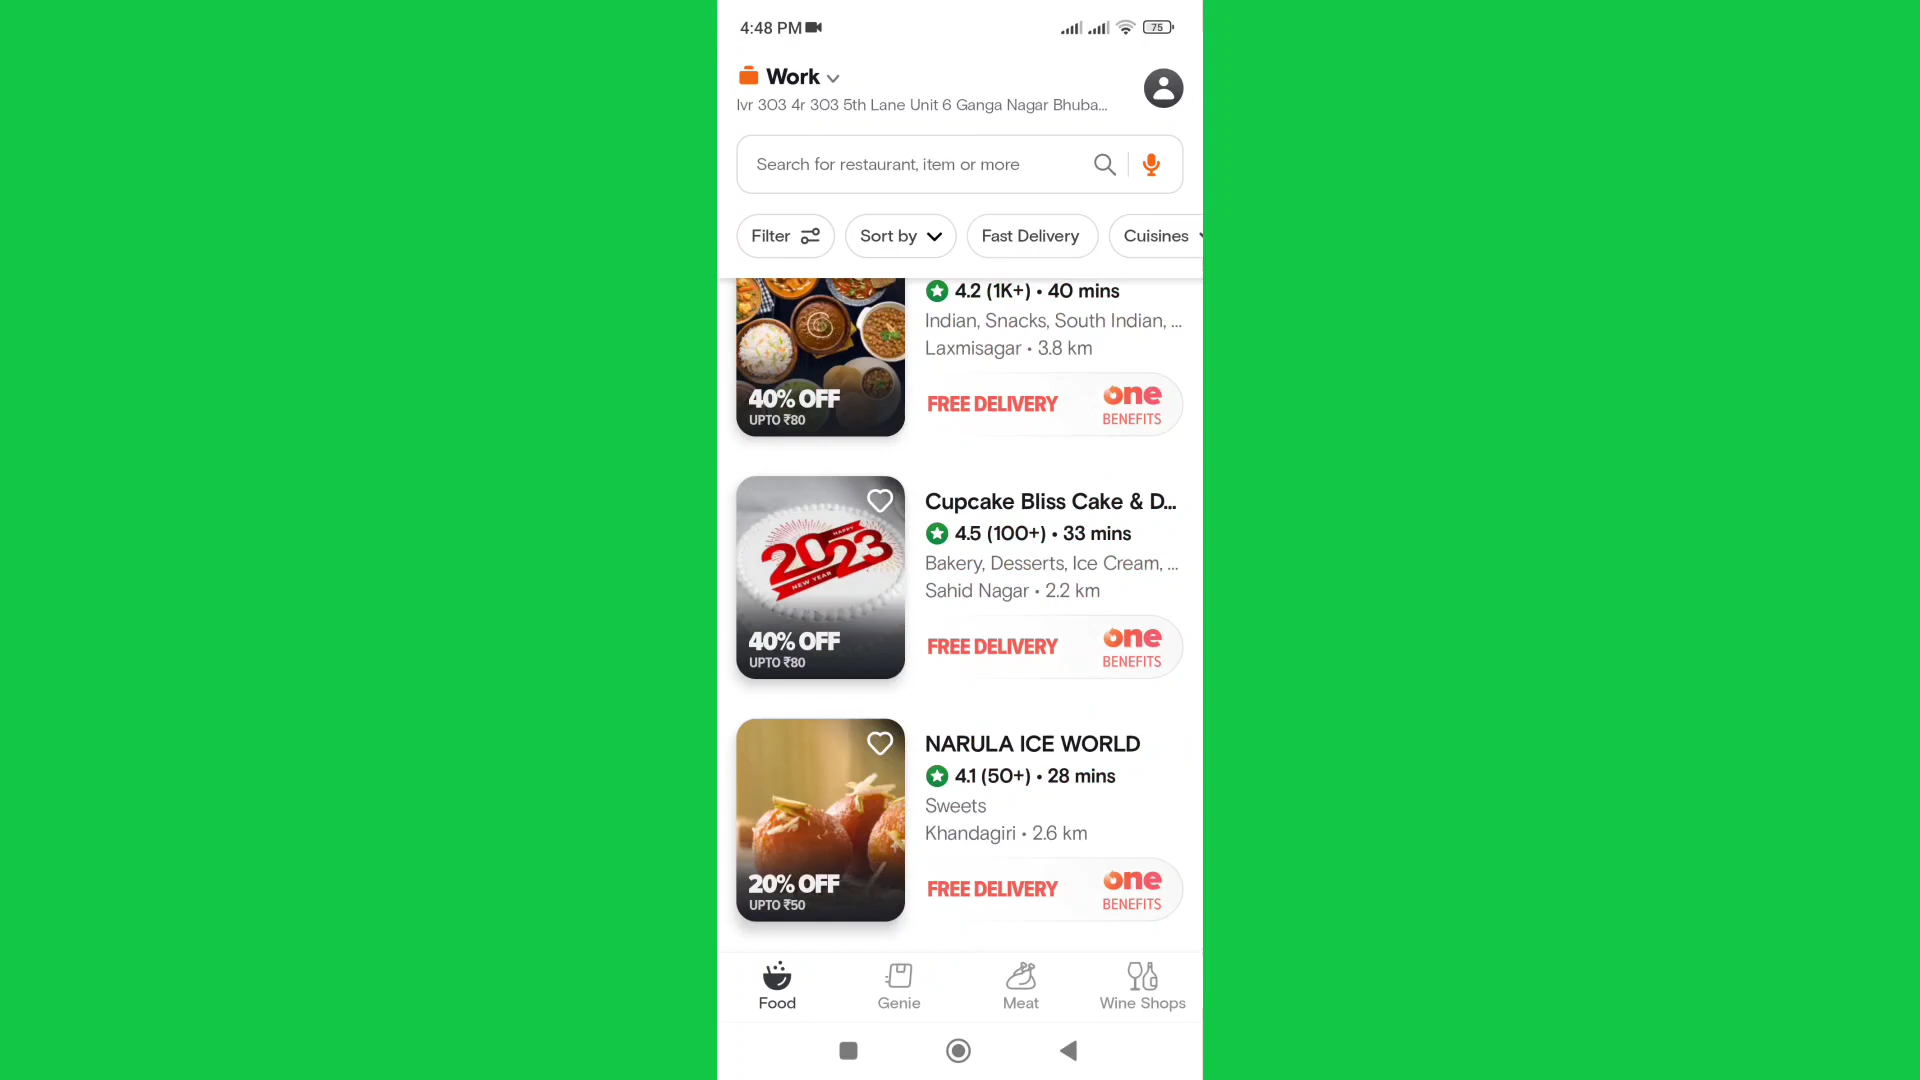 4:48 PM
75
Work
lvr 303 4r 303 5th Lane Unit 6 Ganga Nagar Bhuba...
Search for restaurant, item or more
Filter
Sort by
Fast Delivery
Cuisines
4.2 (1K+) • 40 mins
Indian, Snacks, South Indian, ...
Laxmisagar • 3.8 km
40% OFF
UPTO ₹80
FREE DELIVERY
one
BENEFITS
Cupcake Bliss Cake & D...
4.5 (100+) • 33 mins
Bakery, Desserts, Ice Cream, ...
Sahid Nagar • 2.2 km
HAPPY
2023
NEW YEAR
40% OFF
UPTO ₹80
FREE DELIVERY
one
BENEFITS
NARULA ICE WORLD
4.1 (50+) • 28 mins
Sweets
Khandagiri • 2.6 km
20% OFF
UPTO ₹50
FREE DELIVERY
one
BENEFITS
Food
Genie
Meat
Wine Shops